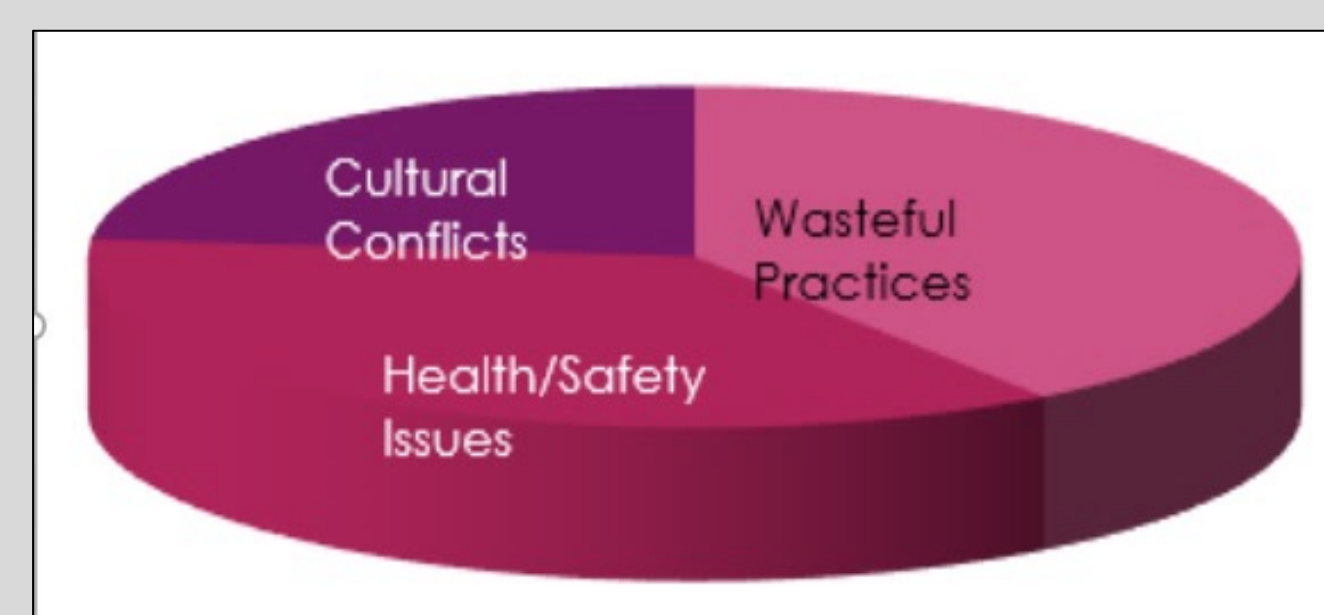 Cultural
Conflicts
Wasteful
Practices
Health/Safety
Issues